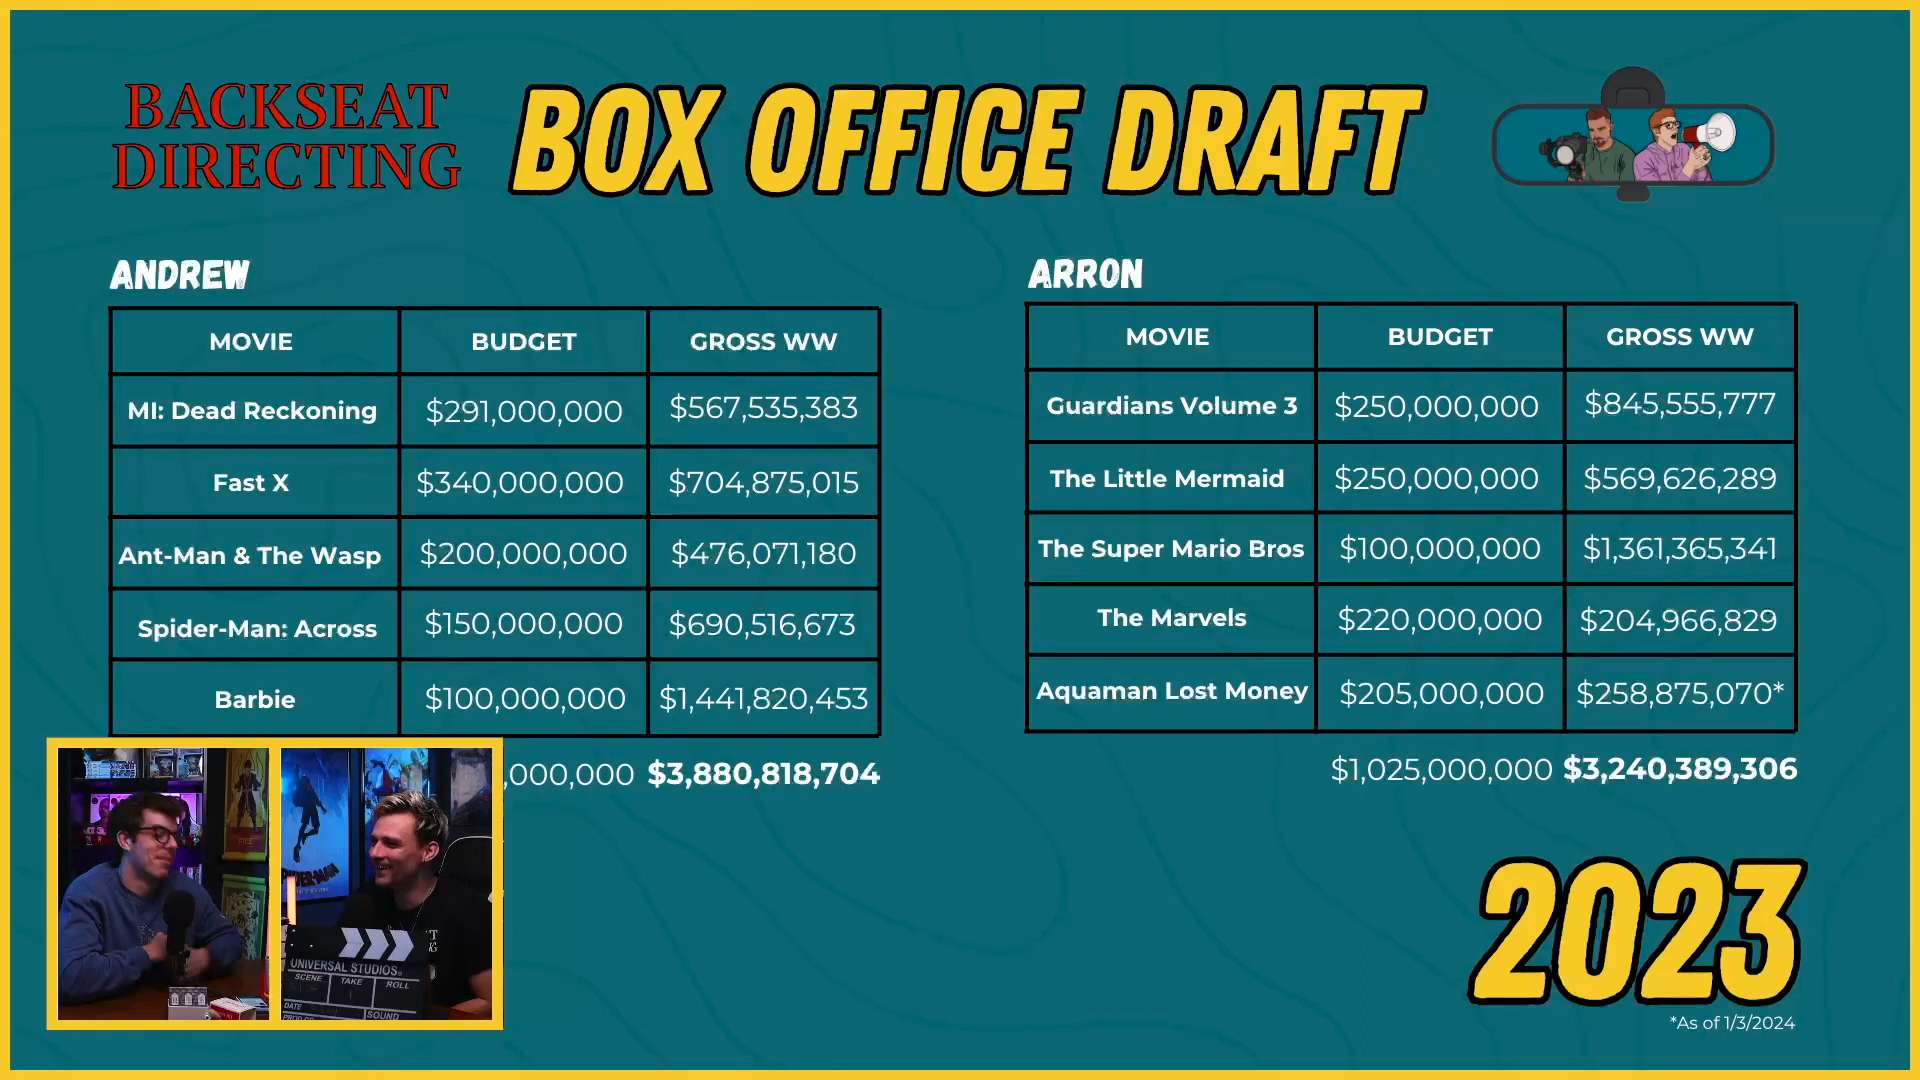 BACKSEAT
DIRECTING
BOX OFFICE DRAFT
ANDREW
MOVIE BUDGET GROSS WW
MI: Dead Reckoning $291,000,000 $567,535,383
Fast X $340,000,000 $704,875,015
Ant-Man & The Wasp $200,000,000 $476,071,180
Spider-Man: Across $150,000,000 $690,516,673
Barbie $100,000,000 $1,441,820,453
,000,000 $3,880,818,704
ARRON
MOVIE BUDGET GROSS WW
Guardians Volume 3 $250,000,000 $845,555,777
The Little Mermaid $250,000,000 $569,626,289
The Super Mario Bros $100,000,000 $1,361,365,341
The Marvels $220,000,000 $204,966,829
Aquaman Lost Money $205,000,000 $258,875,070*
$1,025,000,000 $3,240,389,306
UNIVERSAL STUDIOS
SCENE TAKE ROLL
DATE SOUND
2023
*As of 1/3/2024